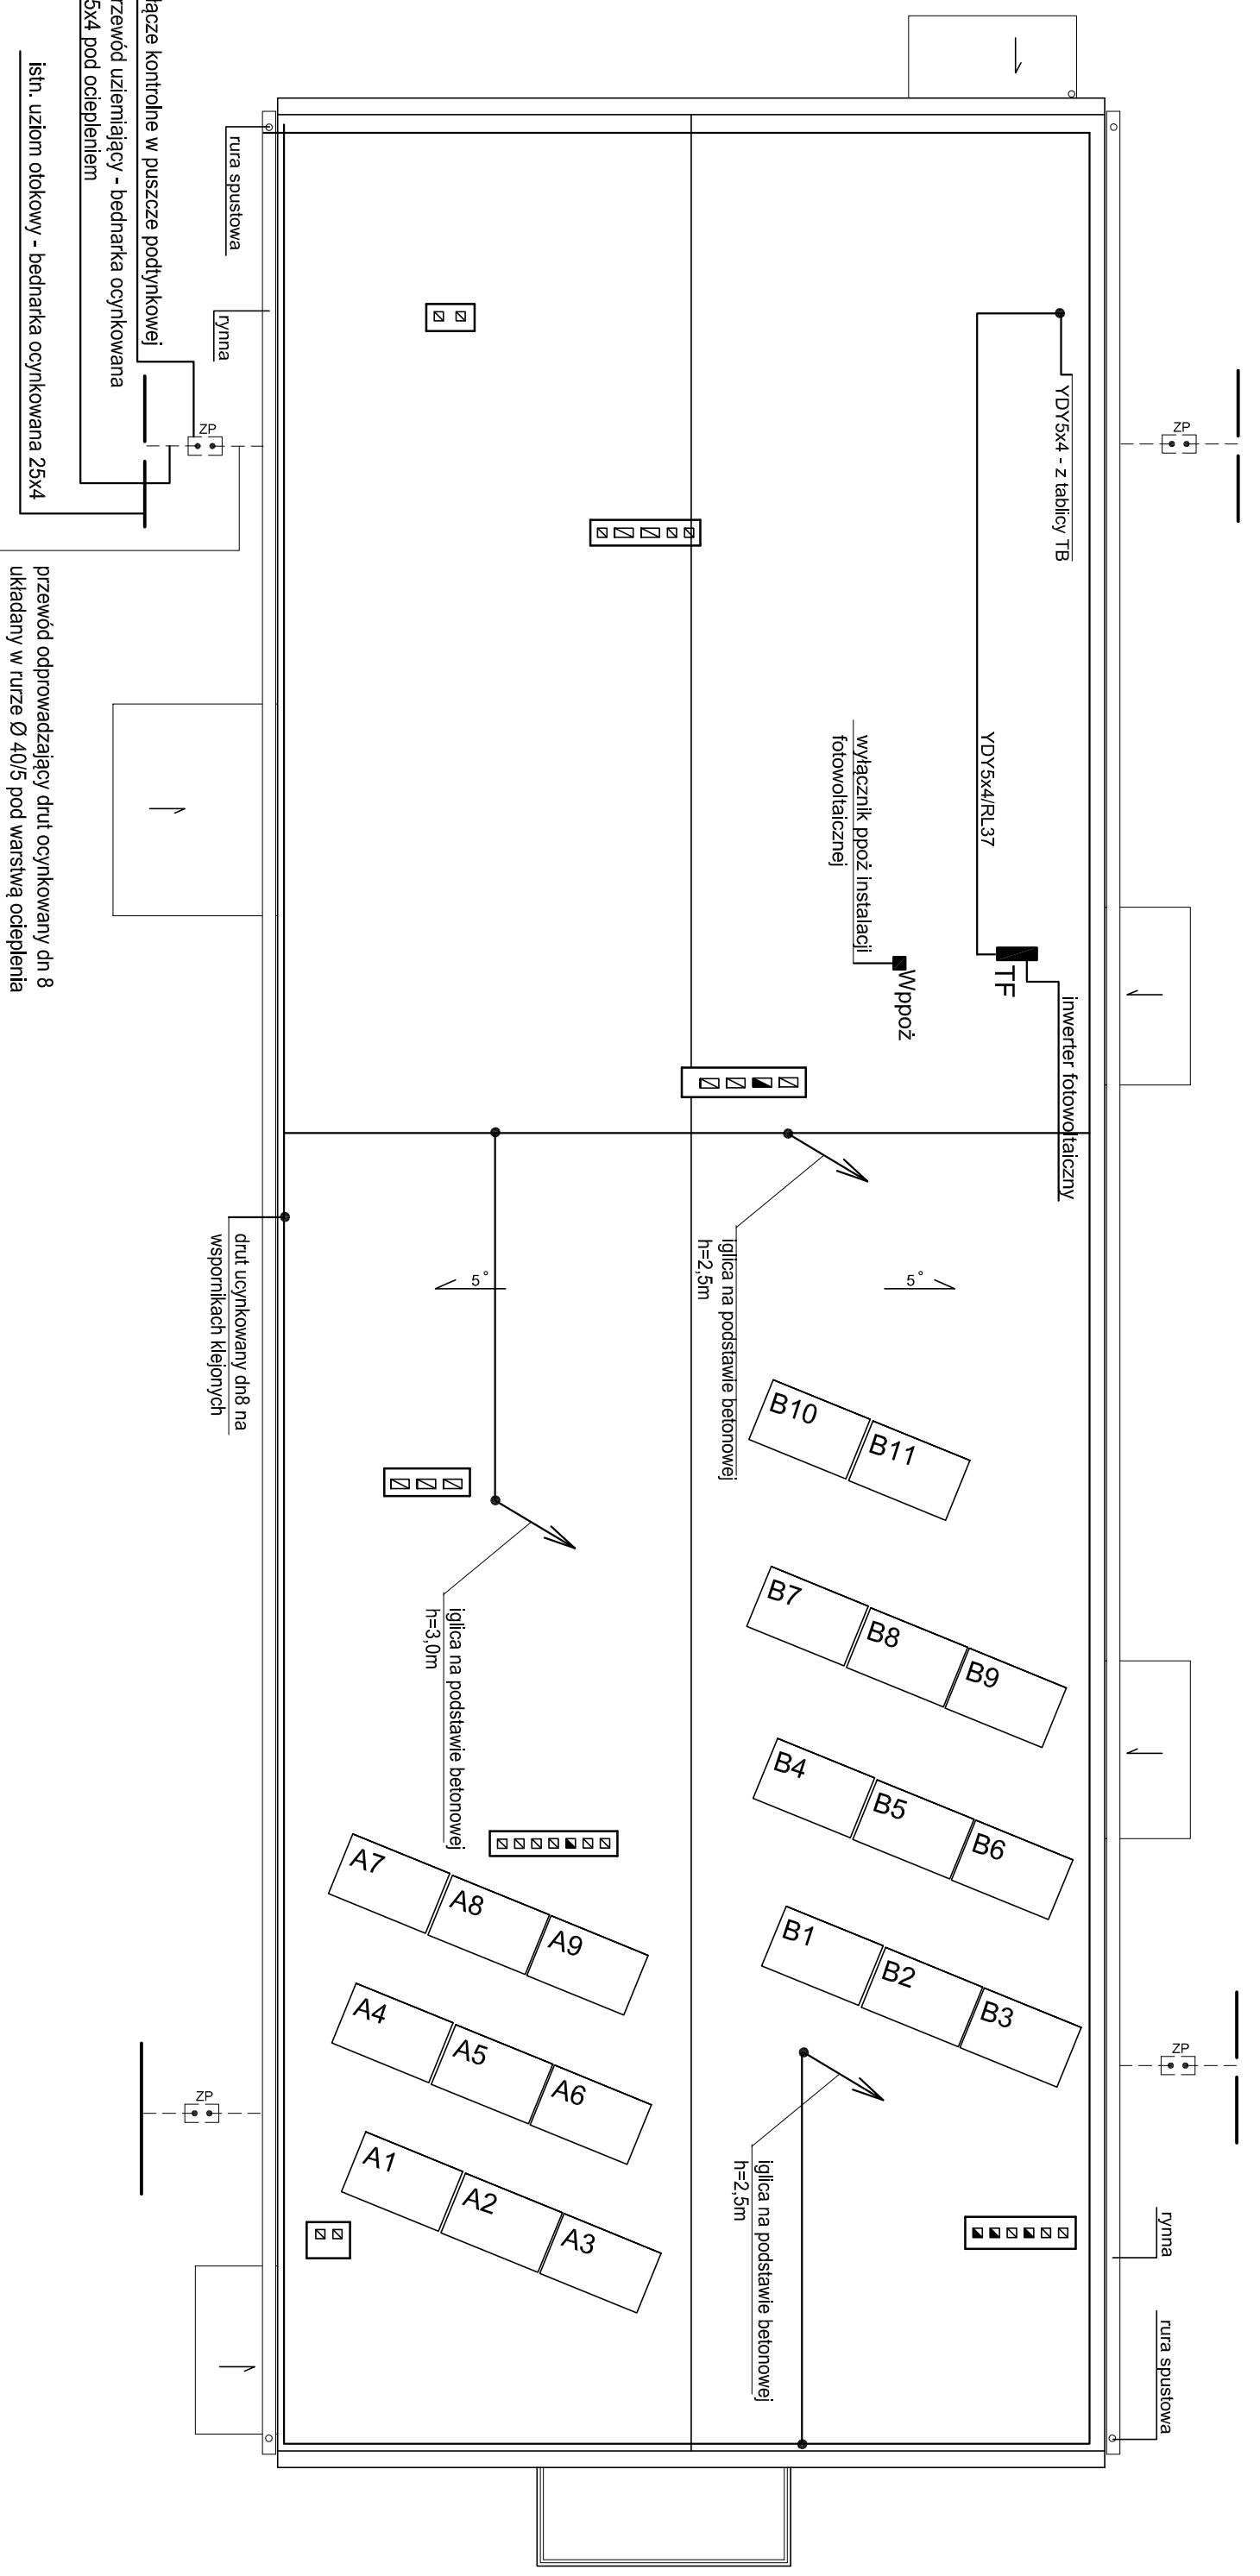 rynna
rura spustowa
ZP
ZP
YDY5x4 - z tablicy TB
inwerter fotowoltaiczny
TF
YDY5x4/RL37
Wppoż
wyłącznik ppoż instalacji
fotowoltaicznej
5°
iglica na podstawie betonowej
h=2,5m
B10
B11
B7
B8
B9
B4
B5
B6
B1
B2
B3
iglica na podstawie betonowej
h=2,5m
5°
iglica na podstawie betonowej
h=3,0m
A7
A8
A9
A4
A5
A6
A1
A2
A3
rura spustowa
rynna
drut ucynkowany dn8 na
wspornikach klejonych
ZP
ZP
łącze kontrolne w puszcze podtynkowej
rzewód uziemiający - bednarka ocynkowana
5x4 pod ociepleniem
istn. uziom otokowy - bednarka ocynkowana 25x4
przewód odprowadzający drut ocynkowany dn 8
układany w rurze Ø 40/5 pod warstwą ocieplenia